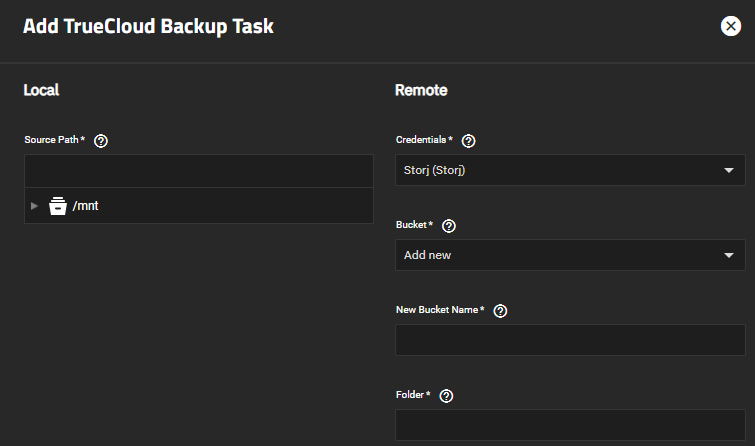 Add TrueCloud Backup Task
Local
Source Path *
/mnt
Remote
Credentials *
Storj (Storj)
Bucket *
Add new
New Bucket Name *
Folder *